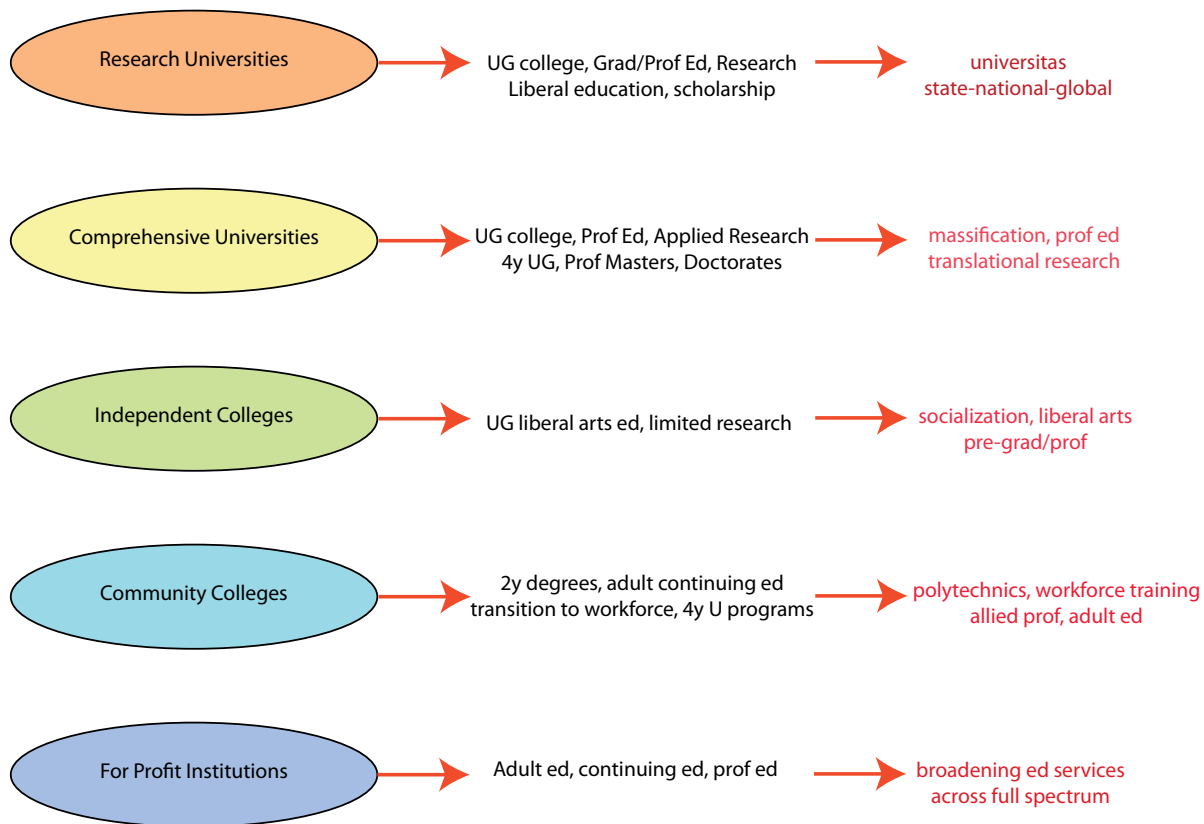 Research Universities
UG college, Grad/Prof Ed, Research
Liberal education, scholarship
universitas
state-national-global
Comprehensive Universities
UG college, Prof Ed, Applied Research
4y UG, Prof Masters, Doctorates
massification, prof ed
translational research
Independent Colleges
UG liberal arts ed, limited research
socialization, liberal arts
pre-grad/prof
Community Colleges
2y degrees, adult continuing ed
transition to workforce, 4y U programs
polytechnics, workforce training
allied prof, adult ed
For Profit Institutions
Adult ed, continuing ed, prof ed
broadening ed services
across full spectrum